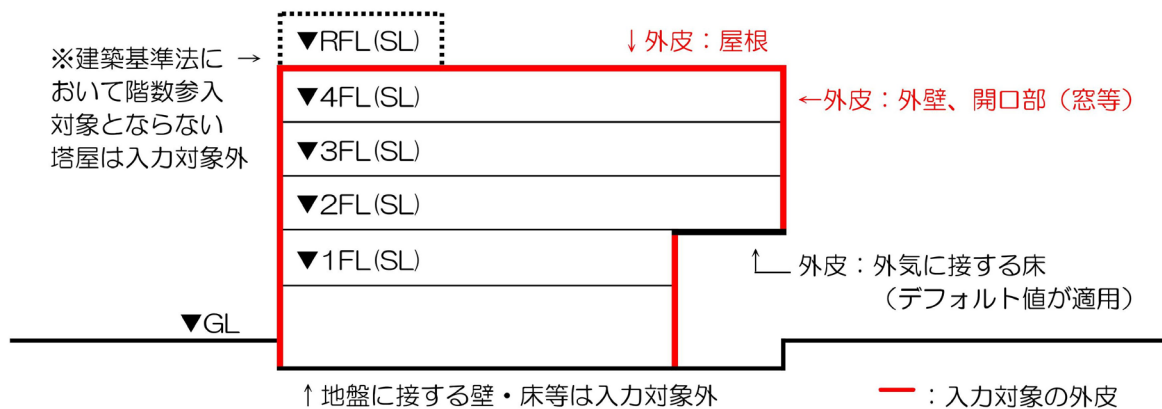 ※建築基準法に →
おいて階数参入
対象とならない
塔屋は入力対象外
▼RFL(SL)
↓外皮：屋根
▼4FL(SL)
←外皮：外壁、開口部（窓等）
▼3FL(SL)
▼2FL(SL)
▼1FL(SL)
↑ 外皮：外気に接する床
（デフォルト値が適用）
▼GL
↑地盤に接する壁・床等は入力対象外
：入力対象の外皮